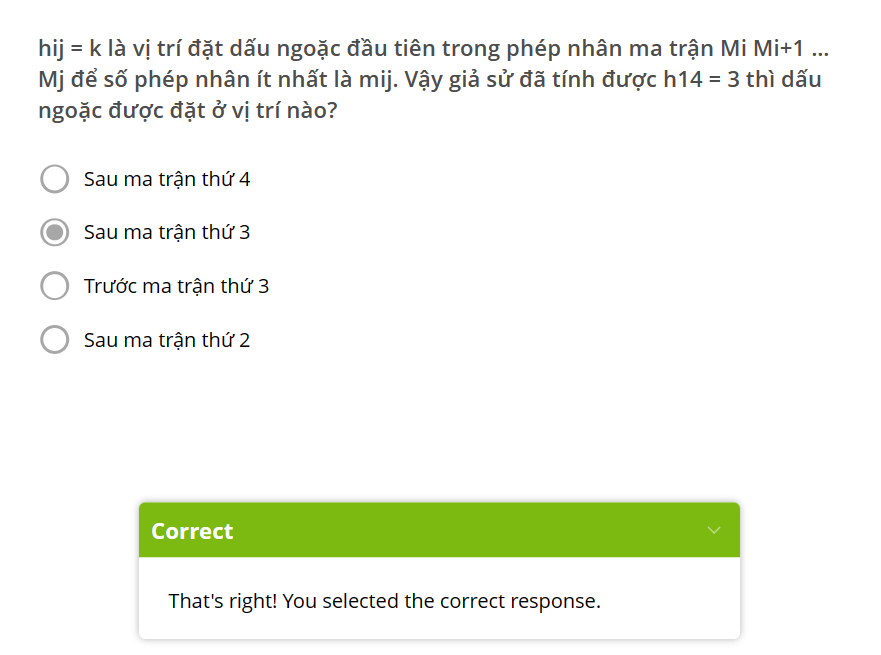 hij = k là vị trí đặt dấu ngoặc đầu tiên trong phép nhân ma trận Mi Mi+1 ...
Mj để số phép nhân ít nhất là mij. Vậy giả sử đã tính được h14 = 3 thì dấu
ngoặc được đặt ở vị trí nào?
Sau ma trận thứ 4
Sau ma trận thứ 3
Trước ma trận thứ 3
Sau ma trận thứ 2
Correct
That's right! You selected the correct response.